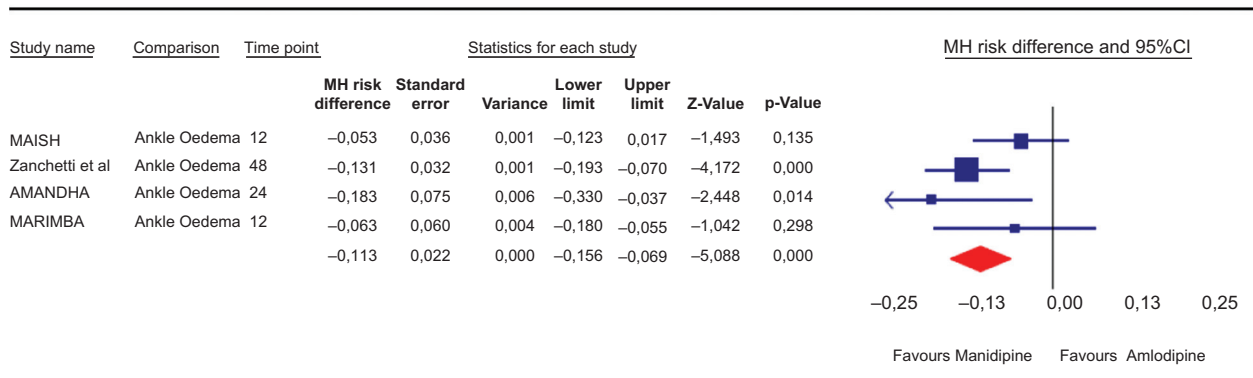 Study name Comparison Time point Statistics for each study MH risk difference and 95%CI
MH risk difference Standard error Variance Lower limit Upper limit Z-Value p-Value
MAISH Ankle Oedema 12 –0,053 0,036 0,001 –0,123 0,017 –1,493 0,135
Zanchetti et al Ankle Oedema 48 –0,131 0,032 0,001 –0,193 –0,070 –4,172 0,000
AMANDHA Ankle Oedema 24 –0,183 0,075 0,006 –0,330 –0,037 –2,448 0,014
MARIMBA Ankle Oedema 12 –0,063 0,060 0,004 –0,180 –0,055 –1,042 0,298
–0,113 0,022 0,000 –0,156 –0,069 –5,088 0,000
–0,25 –0,13 0,00 0,13 0,25
Favours Manidipine Favours Amlodipine